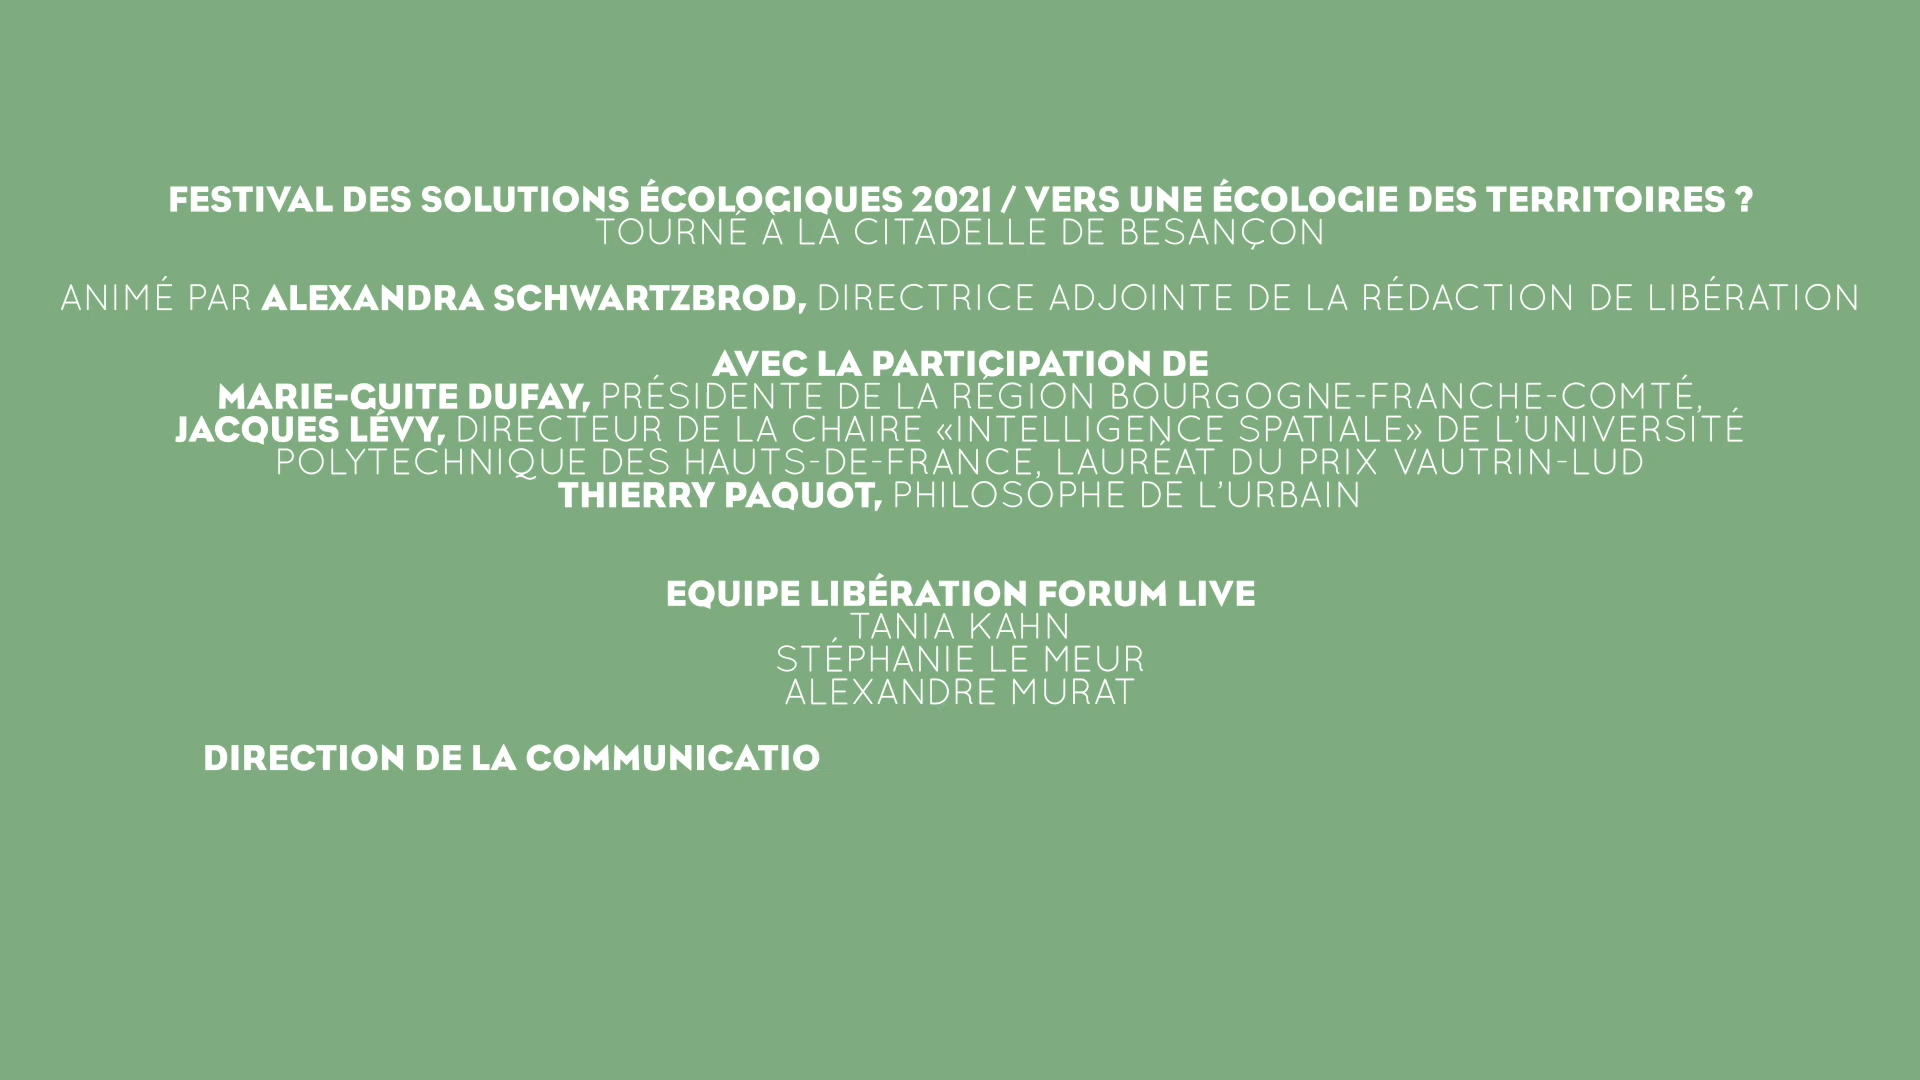 FESTIVAL DES SOLUTIONS ÉCOLOGIQUES 2021 / VERS UNE ÉCOLOGIE DES TERRITOIRES ?
TOURNÉ À LA CITADELLE DE BESANÇON
ANIMÉ PAR ALEXANDRA SCHWARTZBROD, DIRECTRICE ADJOINTE DE LA RÉDACTION DE LIBÉRATION
AVEC LA PARTICIPATION DE
MARIE-GUITE DUFAY, PRÉSIDENTE DE LA RÉGION BOURGOGNE-FRANCHE-COMTÉ,
JACQUES LÉVY, DIRECTEUR DE LA CHAIRE «INTELLIGENCE SPATIALE» DE L’UNIVERSITÉ
POLYTECHNIQUE DES HAUTS-DE-FRANCE, LAURÉAT DU PRIX VAUTRIN-LUD
THIERRY PAQUOT, PHILOSOPHE DE L’URBAIN
EQUIPE LIBÉRATION FORUM LIVE
TANIA KAHN
STÉPHANIE LE MEUR
ALEXANDRE MURAT
DIRECTION DE LA COMMUNICATIO